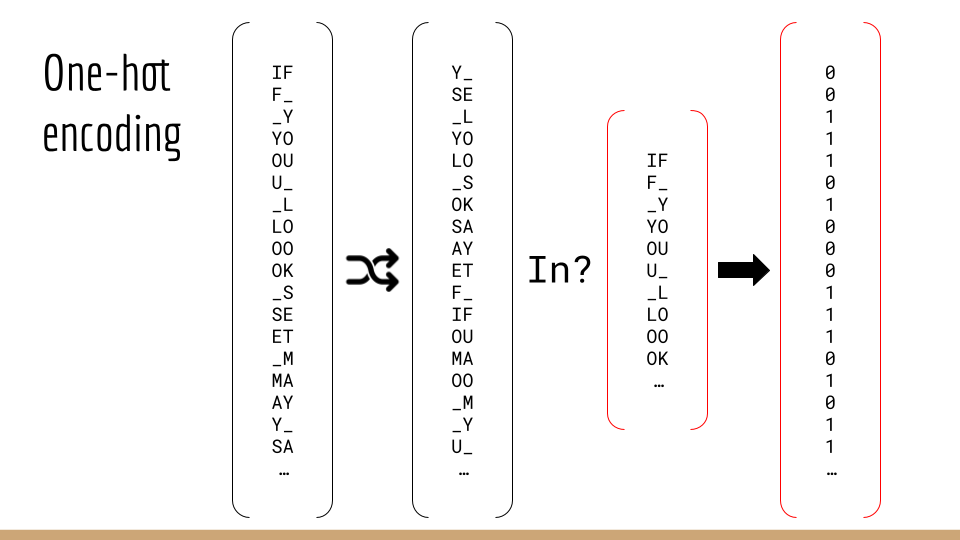 One-hot
encoding
IF
F_
_Y
YO
OU
U_
_L
LO
OO
OK
_S
SE
ET
_M
MA
AY
Y_
SA
…
Y_
SE
_L
YO
LO
_S
OK
SA
AY
ET
F_
IF
OU
MA
OO
_M
_Y
U_
…
In?
IF
F_
_Y
YO
OU
U_
_L
LO
OO
OK
…
0
0
1
1
1
0
1
0
0
0
1
1
1
0
1
0
1
1
…